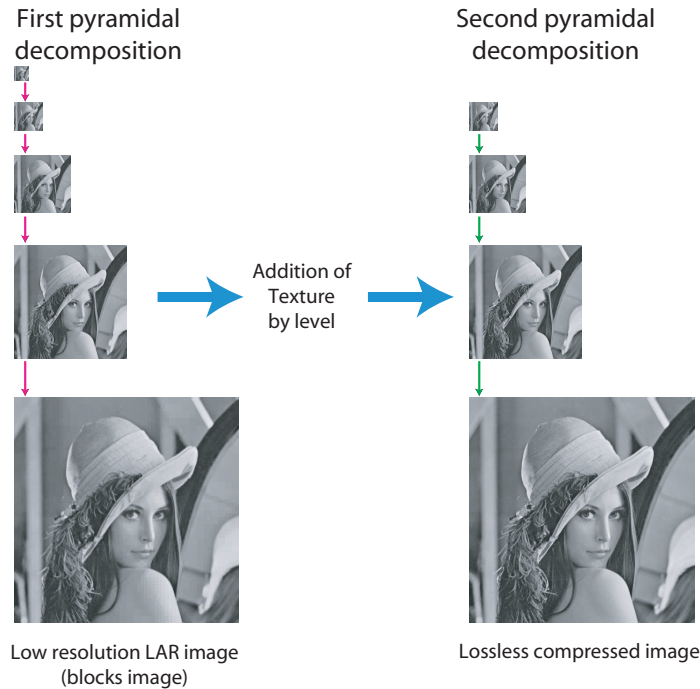 First pyramidal
decomposition
Second pyramidal
decomposition
Addition of
Texture
by level
Low resolution LAR image
(blocks image)
Lossless compressed image